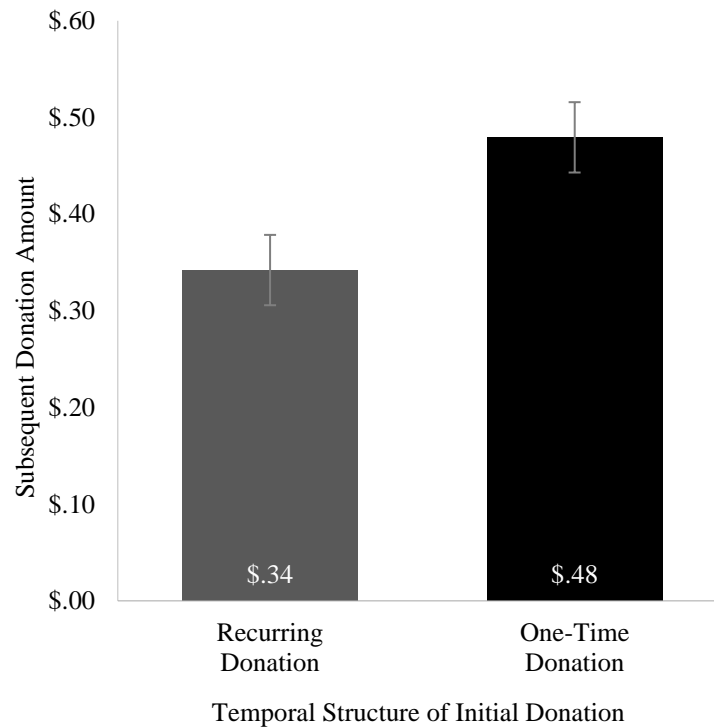 $.60
$.50
$.40
$.30
$.20
$.10
$.00
Subsequent Donation Amount
$.34
$.48
Recurring
Donation
One-Time
Donation
Temporal Structure of Initial Donation